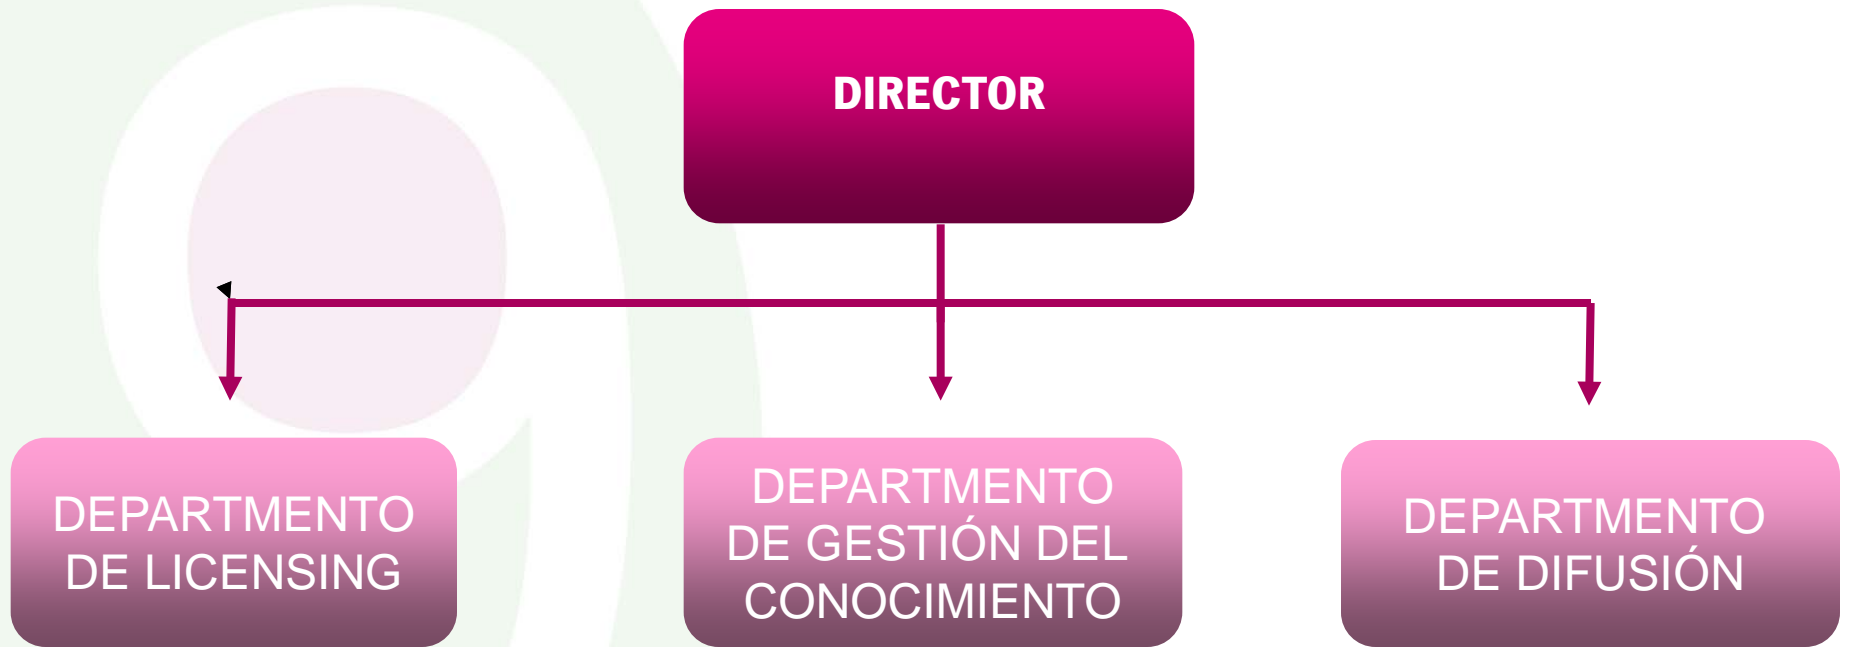 DIRECTOR
DEPARTMENTO
DE LICENSING
DEPARTMENTO
DE GESTIÓN DEL
CONOCIMIENTO
DEPARTMENTO
DE DIFUSIÓN